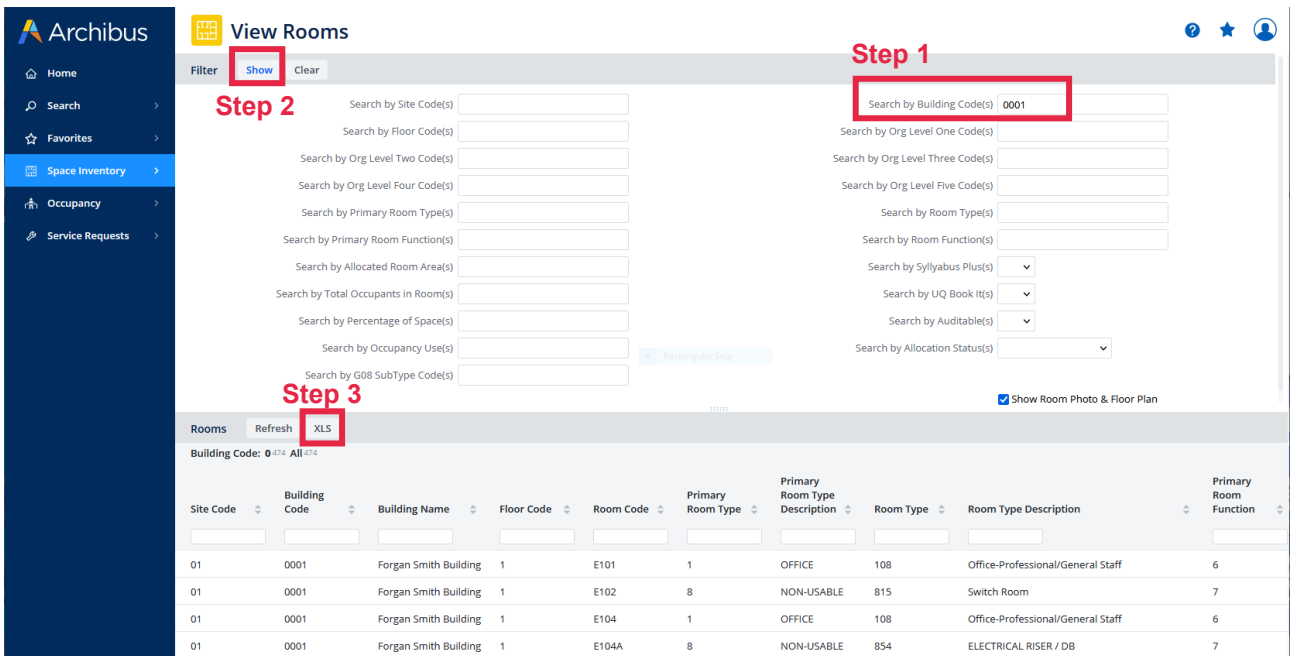 Archibus
View Rooms
Home
Search
Favorites
Space Inventory
Occupancy
Service Requests
Step 1
Filter Show Clear
Step 2
Search by Site Code(s)
Search by Building Code(s) 0001
Search by Floor Code(s)
Search by Org Level One Code(s)
Search by Org Level Two Code(s)
Search by Org Level Three Code(s)
Search by Org Level Four Code(s)
Search by Org Level Five Code(s)
Search by Primary Room Type(s)
Search by Room Type(s)
Search by Primary Room Function(s)
Search by Room Function(s)
Search by Allocated Room Area(s)
Search by Syllyabus Plus(s)
Search by Total Occupants in Room(s)
Search by UQ Book It(s)
Search by Percentage of Space(s)
Search by Auditable(s)
Search by Occupancy Use(s)
Rectangular Snip
Search by Allocation Status(s)
Search by G08 SubType Code(s)
Step 3
Show Room Photo & Floor Plan
Rooms Refresh XLS
Building Code: 0 474 All 474
Site Code Building Code Building Name Floor Code Room Code Primary Room Type Primary Room Type Description Room Type Room Type Description Primary Room Function
01 0001 Forgan Smith Building 1 E101 1 OFFICE 108 Office-Professional/General Staff 6
01 0001 Forgan Smith Building 1 E102 8 NON-USABLE 815 Switch Room 7
01 0001 Forgan Smith Building 1 E104 1 OFFICE 108 Office-Professional/General Staff 6
01 0001 Forgan Smith Building 1 E104A 8 NON-USABLE 854 ELECTRICAL RISER / DB 7